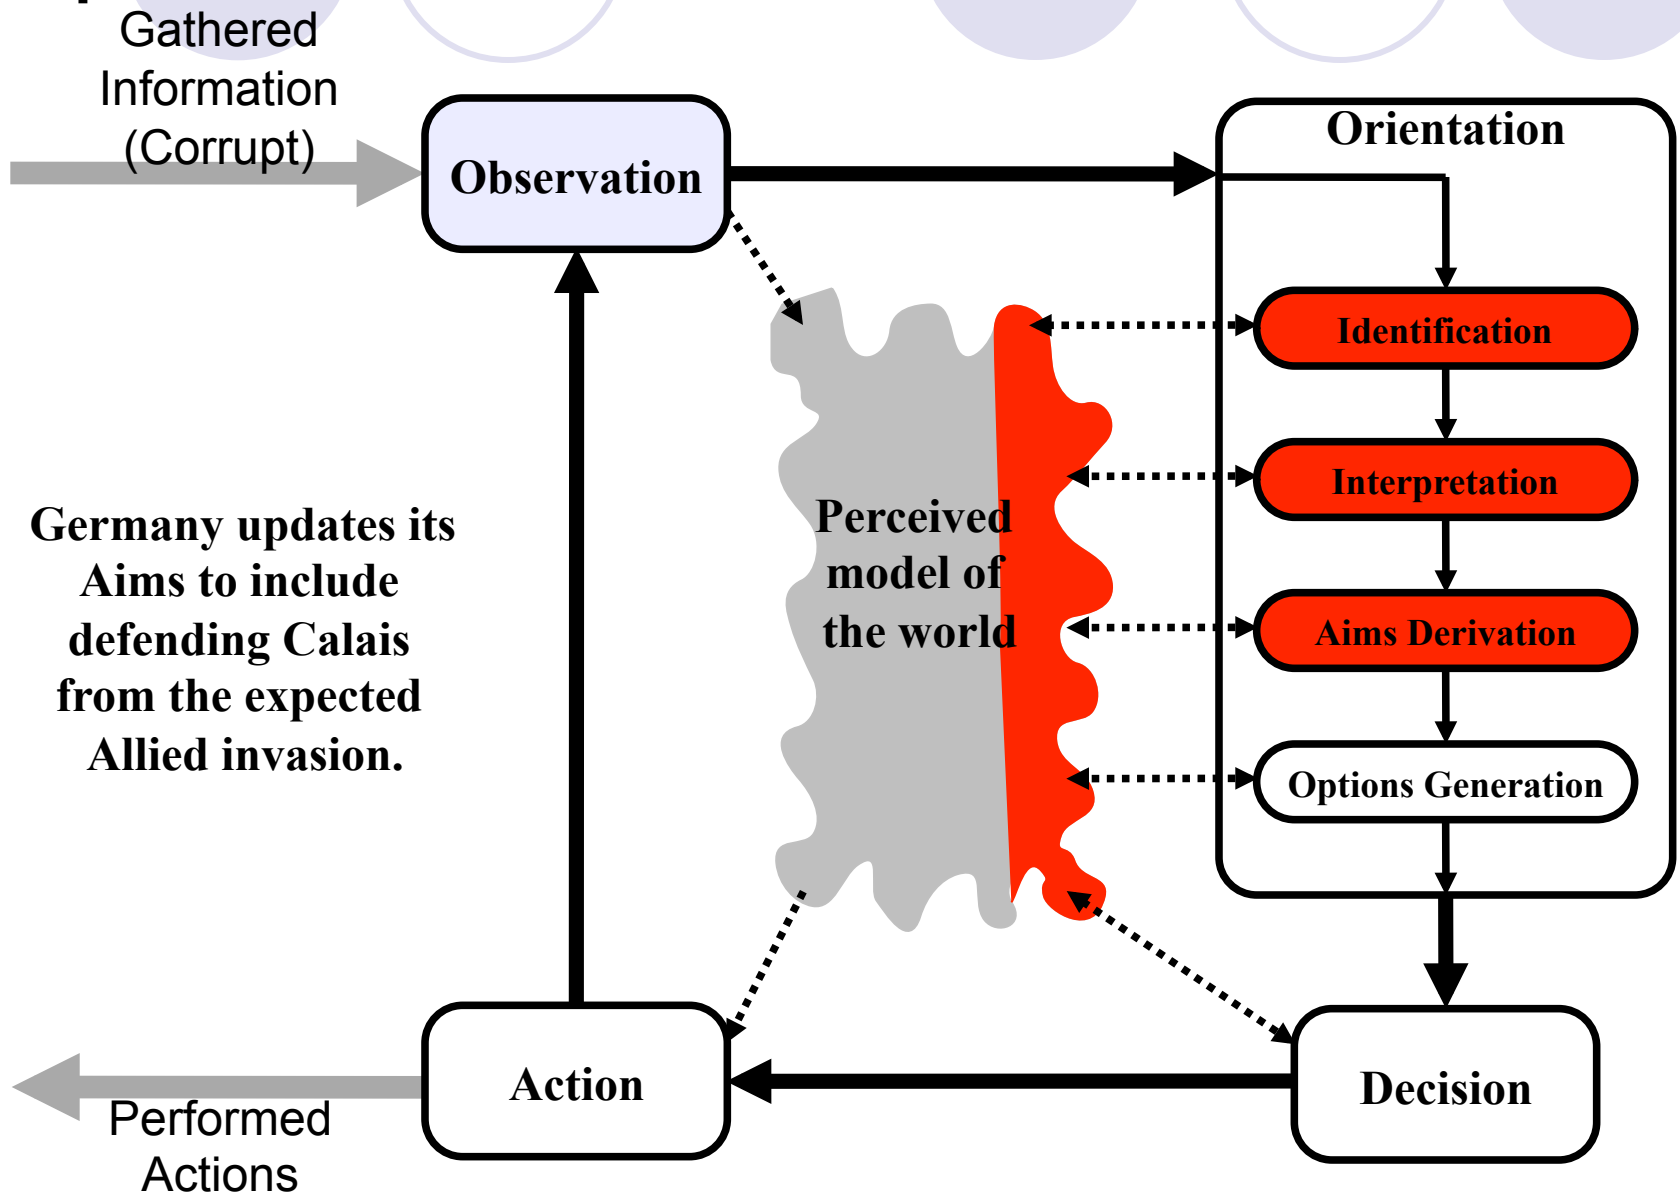 Gathered
Information
(Corrupt)
Observation
Orientation
Identification
Interpretation
Aims Derivation
Options Generation
Perceived
model of
the world
Germany updates its
Aims to include
defending Calais
from the expected
Allied invasion.
Action
Decision
Performed
Actions